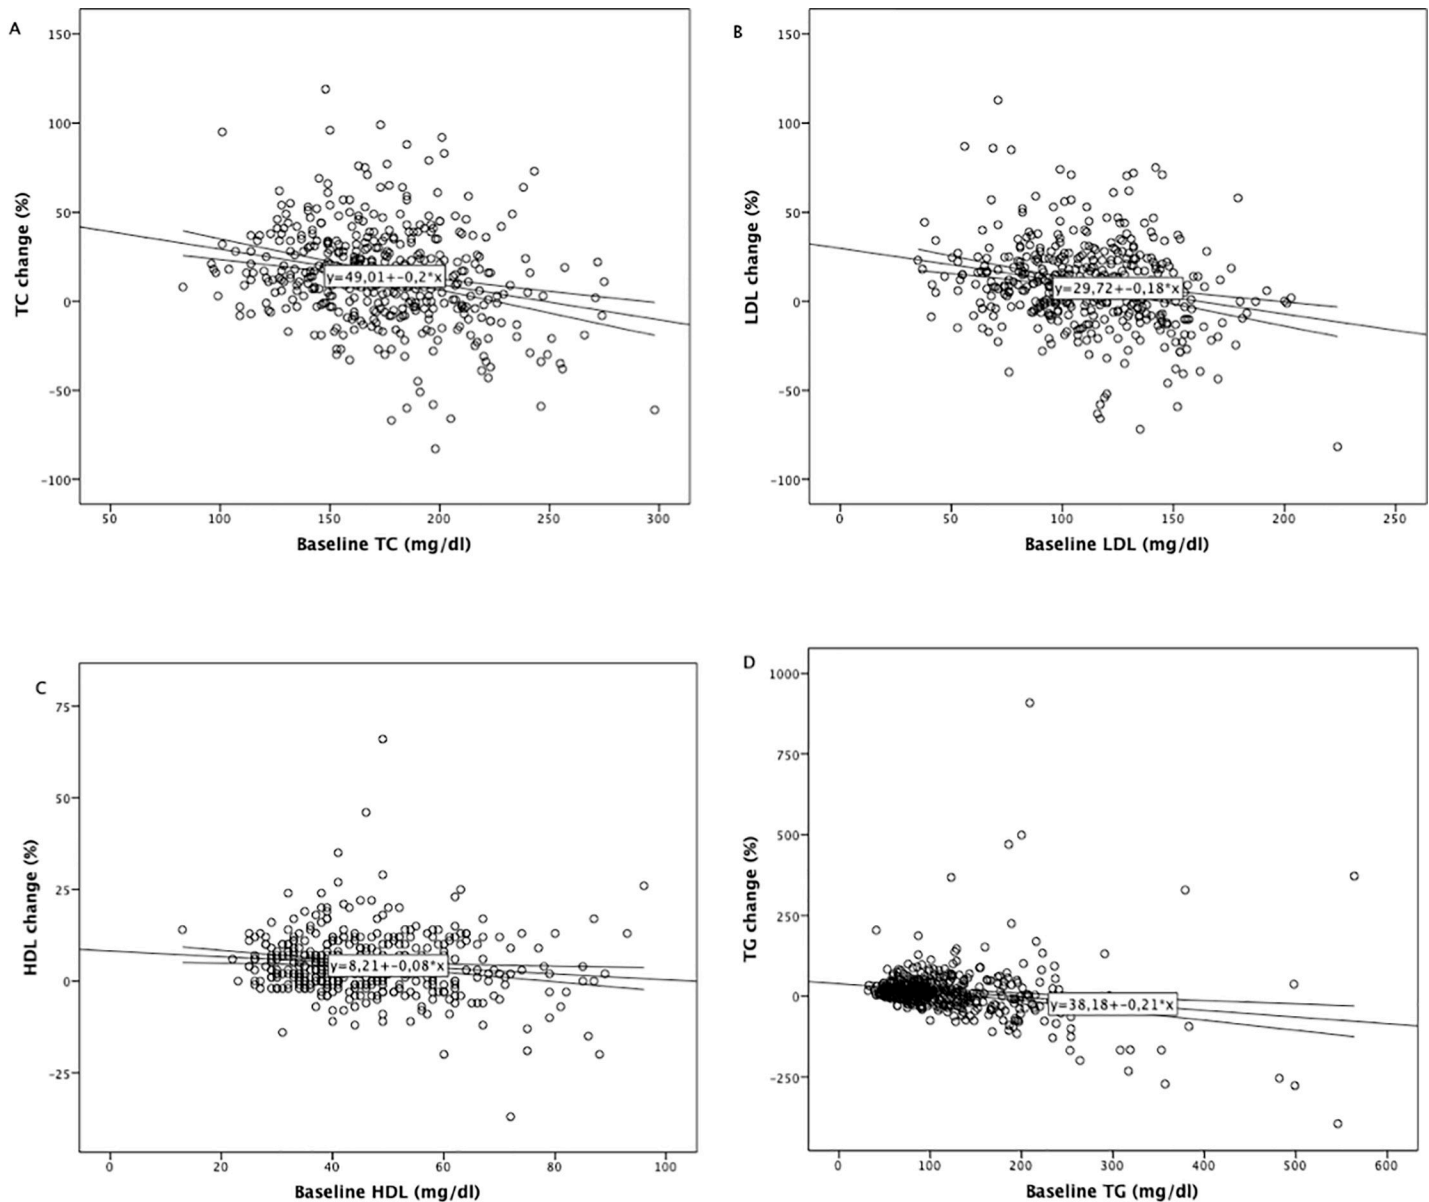 A
150
100
50
0
-50
-100
TC change (%)
y=49,01+-0,2*x
50 100 150 200 250 300
Baseline TC (mg/dl)
B
150
100
50
0
-50
-100
LDL change (%)
y=29,72+-0,18*x
0 50 100 150 200 250
Baseline LDL (mg/dl)
C
75
50
25
0
-25
HDL change (%)
y=8,21+-0,08*x
0 20 40 60 80 100
Baseline HDL (mg/dl)
D
1000
750
500
250
0
-250
TG change (%)
y=38,18+-0,21*x
0 100 200 300 400 500 600
Baseline TG (mg/dl)